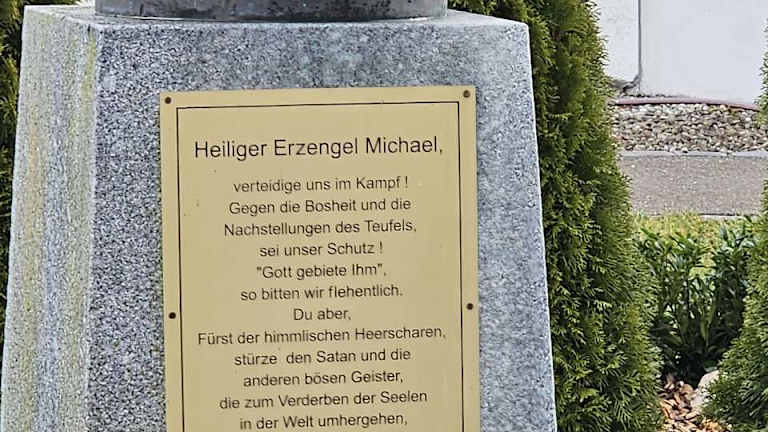 Heiliger Erzengel Michael,
verteidige uns im Kampf !
Gegen die Bosheit und die
Nachstellungen des Teufels,
sei unser Schutz !
"Gott gebiete Ihm",
so bitten wir flehentlich.
Du aber,
Fürst der himmlischen Heerscharen,
stürze den Satan und die
anderen bösen Geister,
die zum Verderben der Seelen
in der Welt umhergehen,